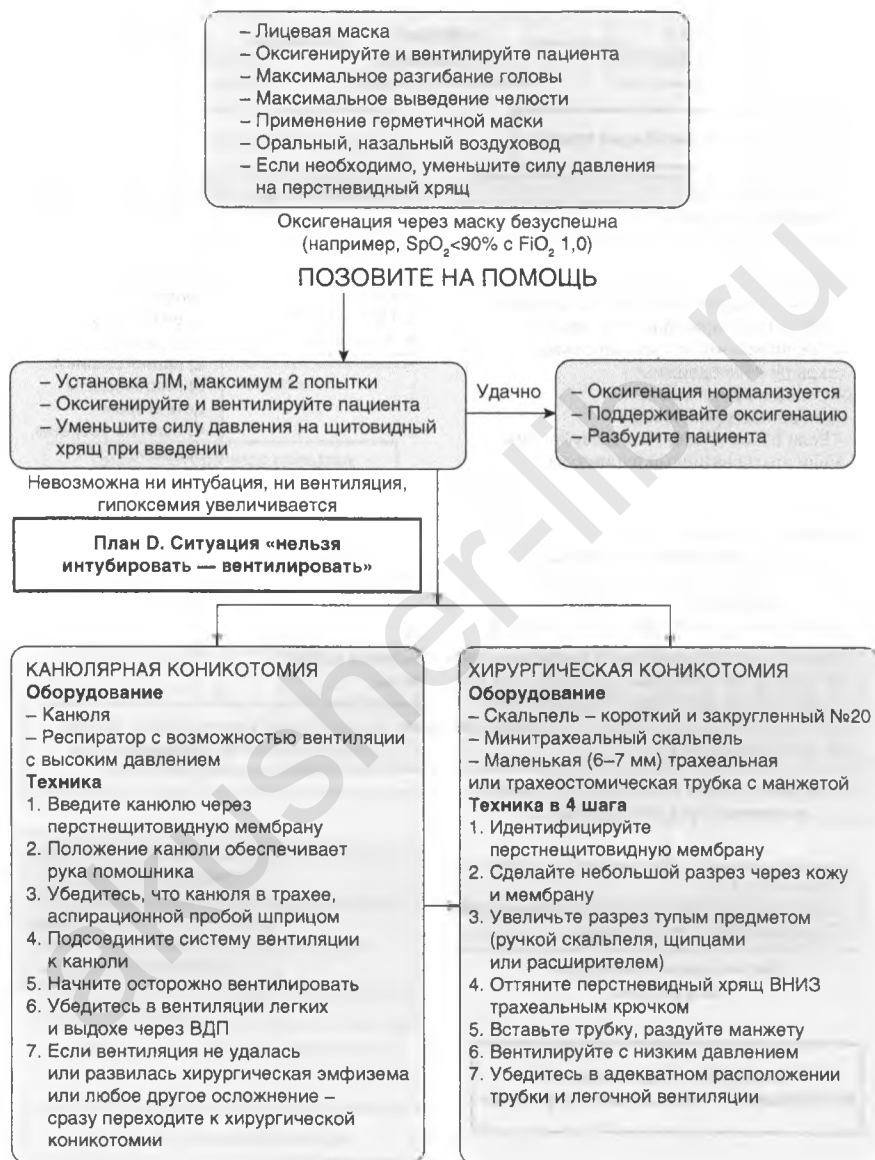 – Лицевая маска
– Оксигенируйте и вентилируйте пациента
– Максимальное разгибание головы
– Максимальное выведение челюсти
– Применение герметичной маски
– Оральный, назальный воздуховод
– Если необходимо, уменьшите силу давления
на перстневидный хрящ
Оксигенация через маску безуспешна
(например, SpO₂<90% с FiO₂ 1,0)
ПОЗОВИТЕ НА ПОМОЩЬ
– Установка ЛМ, максимум 2 попытки
– Оксигенируйте и вентилируйте пациента
– Уменьшите силу давления на щитовидный
хрящ при введении
Удачно
– Оксигенация нормализуется
– Поддерживайте оксигенацию
– Разбудите пациента
Невозможна ни интубация, ни вентиляция,
гипоксемия увеличивается
План D. Ситуация «нельзя
интубировать — вентилировать»
КАНЮЛЯРНАЯ КОНИКОТОМИЯ
Оборудование
– Канюля
– Респиратор с возможностью вентиляции
с высоким давлением
Техника
1. Введите канюлю через
перстнещитовидную мембрану
2. Положение канюли обеспечивает
рука помошника
3. Убедитесь, что канюля в трахее,
аспирационной пробой шприцом
4. Подсоедините систему вентиляции
к канюли
5. Начните осторожно вентилировать
6. Убедитесь в вентиляции легких
и выдохе через ВДП
7. Если вентиляция не удалась
или развилась хирургическая эмфизема
или любое другое осложнение –
сразу переходите к хирургической
коникотомии
ХИРУРГИЧЕСКАЯ КОНИКОТОМИЯ
Оборудование
– Скальпель – короткий и закругленный №20
– Минитрахеальный скальпель
– Маленькая (6–7 мм) трахеальная
или трахеостомическая трубка с манжетой
Техника в 4 шага
1. Идентифицируйте
перстнещитовидную мембрану
2. Сделайте небольшой разрез через кожу
и мембрану
3. Увеличьте разрез тупым предметом
(ручкой скальпеля, щипцами
или расширителем)
4. Оттяните перстневидный хрящ ВНИЗ
трахеальным крючком
5. Вставьте трубку, раздуйте манжету
6. Вентилируйте с низким давлением
7. Убедитесь в адекватном расположении
трубки и легочной вентиляции
akusher-lib.ru